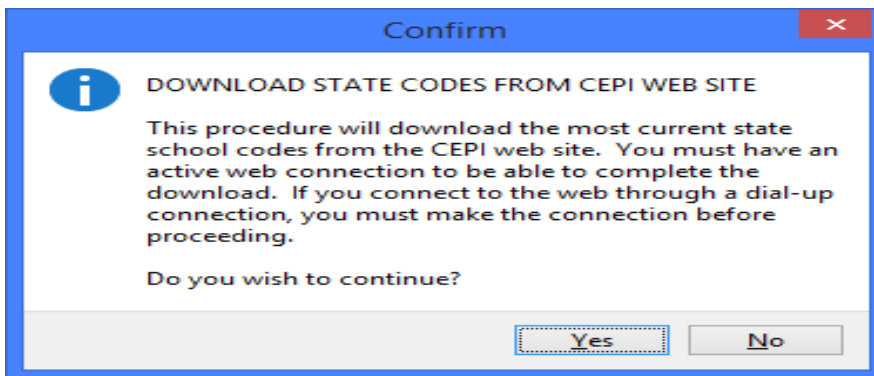 Confirm
DOWNLOAD STATE CODES FROM CEPI WEB SITE
This procedure will download the most current state
school codes from the CEPI web site.  You must have an
active web connection to be able to complete the
download.  If you connect to the web through a dial-up
connection, you must make the connection before
proceeding.
Do you wish to continue?
Yes No